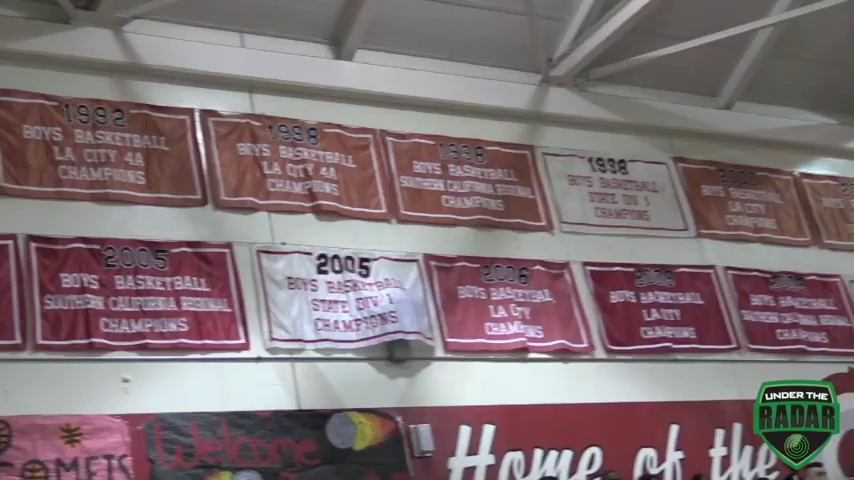 1992
BOYS BASKETBALL
LA CITY 4A
CHAMPIONS
1998
BOYS BASKETBALL
LA CITY 4A
CHAMPIONS
1998
BOYS BASKETBALL
SOUTHERN CALIFORNIA REGIONAL
CHAMPIONS
1998
BOYS BASKETBALL
STATE DIV 1
CHAMPIONS
2000
BOYS BASKETBALL
LA CITY
CHAMPIONS
2005
BOYS BASKETBALL
SOUTHERN CALIFORNIA REGIONAL
CHAMPIONS
2005
BOYS BASKETBALL
STATE DIV 1
CHAMPIONS
2006
BOYS BASKETBALL
LA CITY
CHAMPIONS
BOYS BASKETBALL
LA CITY
CHAMPIONS
BOYS BASKETBALL
SOUTHERN CALIFORNIA REGIONAL
CHAMPIONS
COMETS
Welcome
Home of the
UNDER THE
RADAR